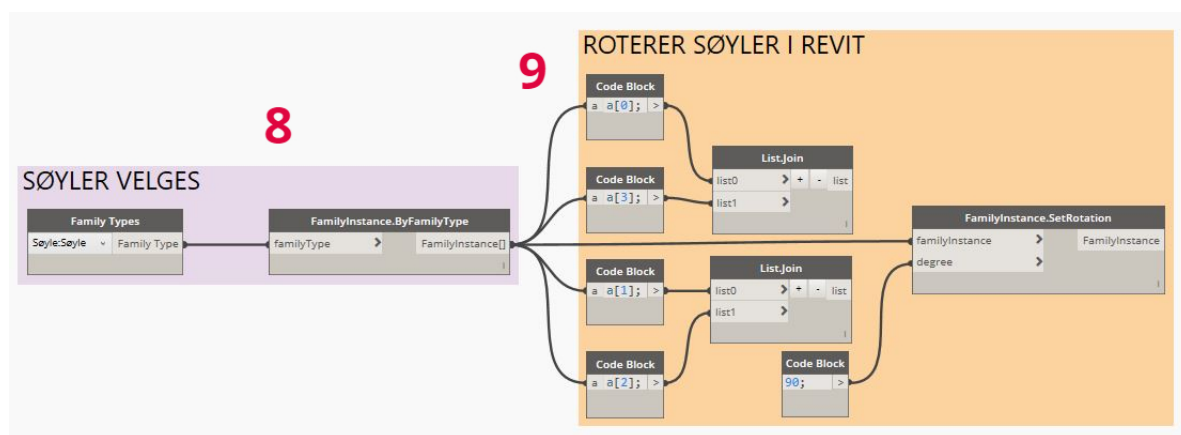 8
SØYLER VELGES
Family Types
Søyle:Søyle Family Type
FamilyInstance.ByFamilyType
familyType > FamilyInstance[]
9
ROTERER SØYLER I REVIT
Code Block
a a[0]; >
Code Block
a a[3]; >
List.Join
list0 > + - list
list1 >
Code Block
a a[1]; >
List.Join
list0 > + - list
list1 >
Code Block
a a[2]; >
Code Block
90; >
FamilyInstance.SetRotation
familyInstance > FamilyInstance
degree >